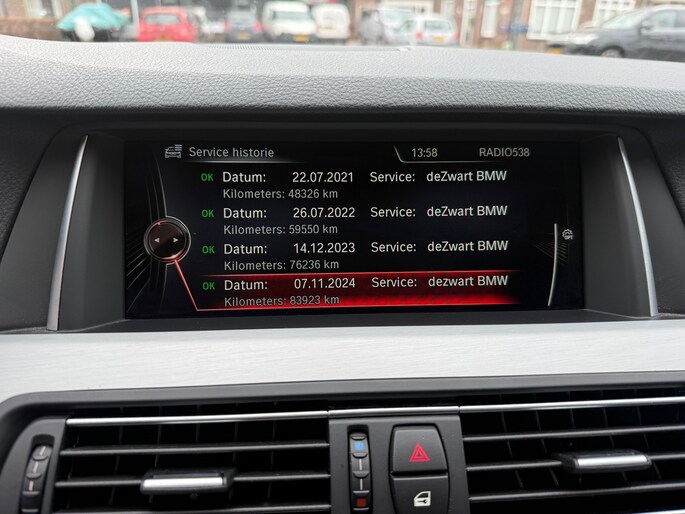 Service historie 13:58 RADIO538
OK Datum: 22.07.2021 Service: deZwart BMW
Kilometers: 48326 km
OK Datum: 26.07.2022 Service: deZwart BMW
Kilometers: 59550 km
OK Datum: 14.12.2023 Service: deZwart BMW
Kilometers: 76236 km
OK Datum: 07.11.2024 Service: dezwart BMW
Kilometers: 83923 km